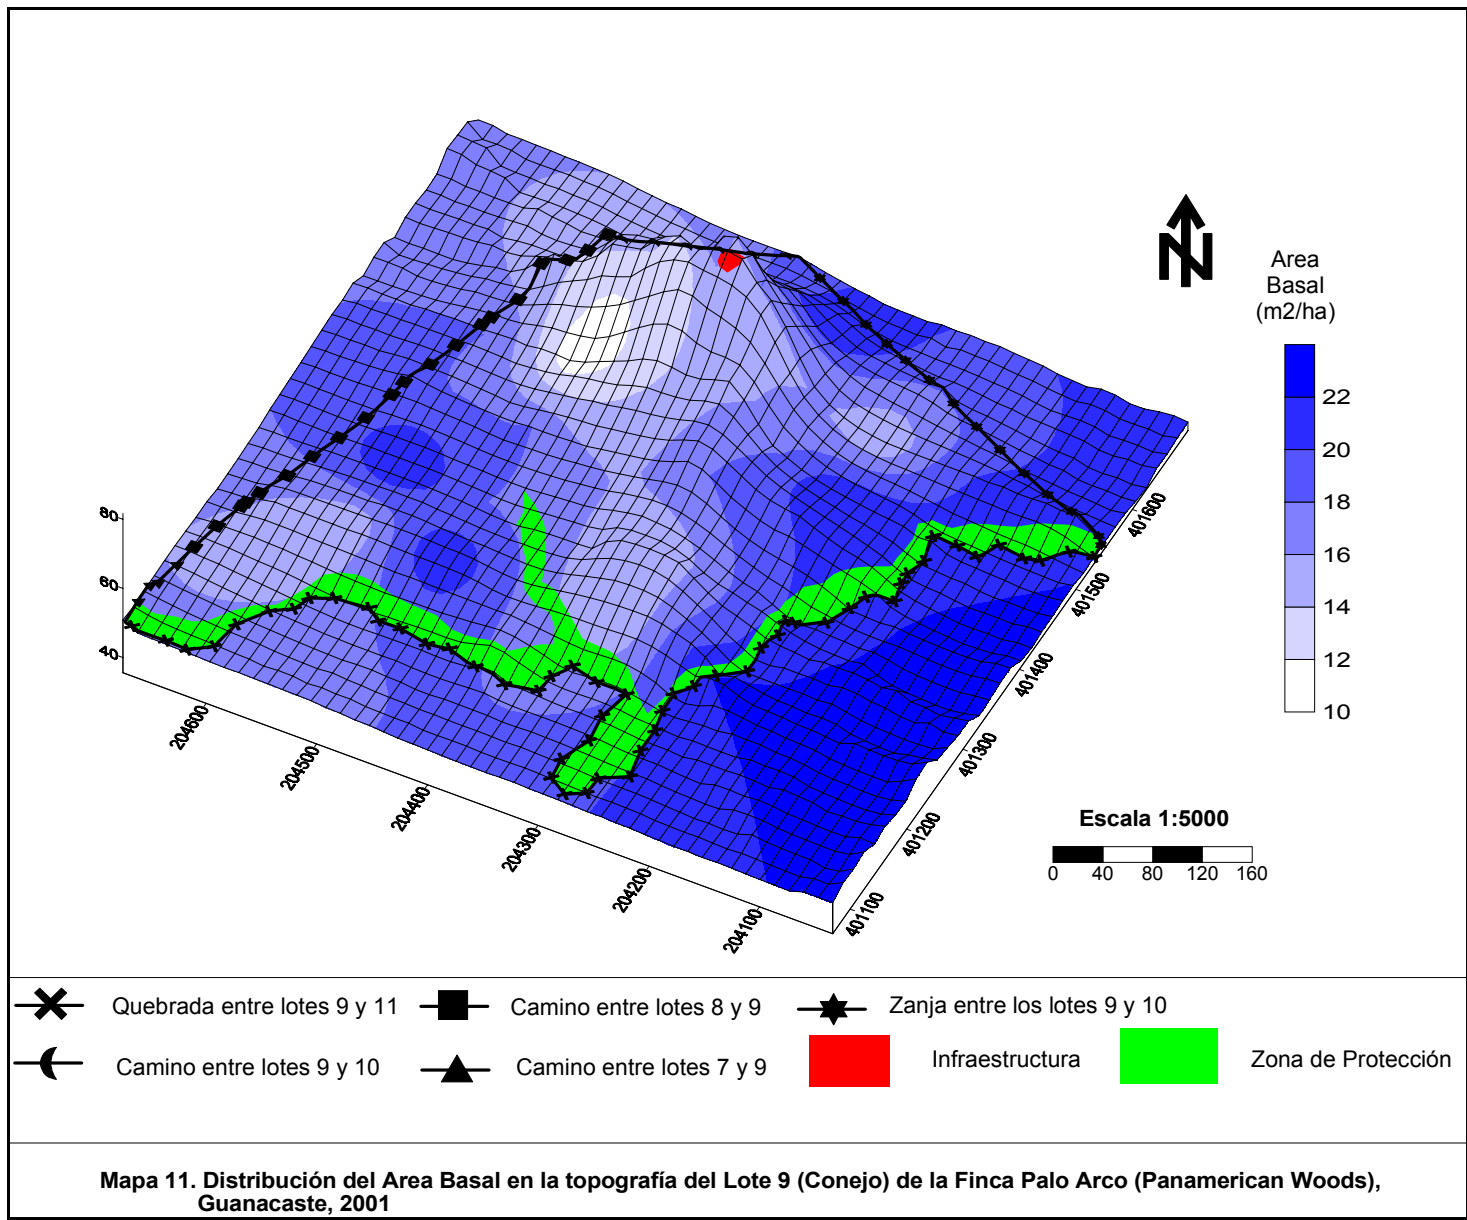 N
Area
Basal
(m2/ha)
22
20
18
16
14
12
10
80
60
40
204600
204500
204400
204300
204200
204100
401600
401500
401400
401300
401200
401100
Escala 1:5000
0 40 80 120 160
Quebrada entre lotes 9 y 11
Camino entre lotes 8 y 9
Zanja entre los lotes 9 y 10
Camino entre lotes 9 y 10
Camino entre lotes 7 y 9
Infraestructura
Zona de Protección
Mapa 11. Distribución del Area Basal en la topografía del Lote 9 (Conejo) de la Finca Palo Arco (Panamerican Woods),
Guanacaste, 2001